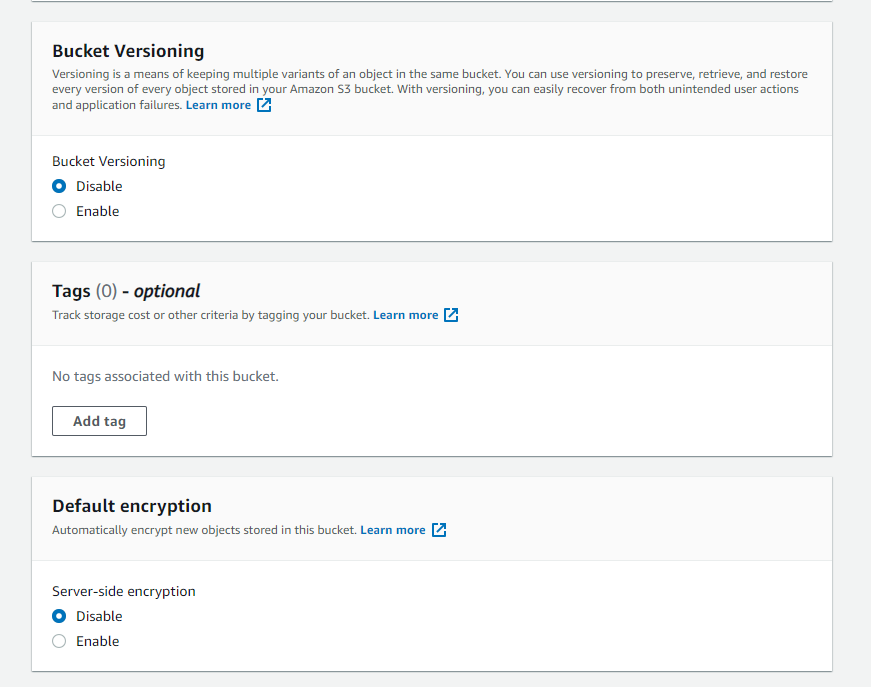 Bucket Versioning
Versioning is a means of keeping multiple variants of an object in the same bucket. You can use versioning to preserve, retrieve, and restore
every version of every object stored in your Amazon S3 bucket. With versioning, you can easily recover from both unintended user actions
and application failures. Learn more
Bucket Versioning
Disable
Enable
Tags (0) - optional
Track storage cost or other criteria by tagging your bucket. Learn more
No tags associated with this bucket.
Add tag
Default encryption
Automatically encrypt new objects stored in this bucket. Learn more
Server-side encryption
Disable
Enable